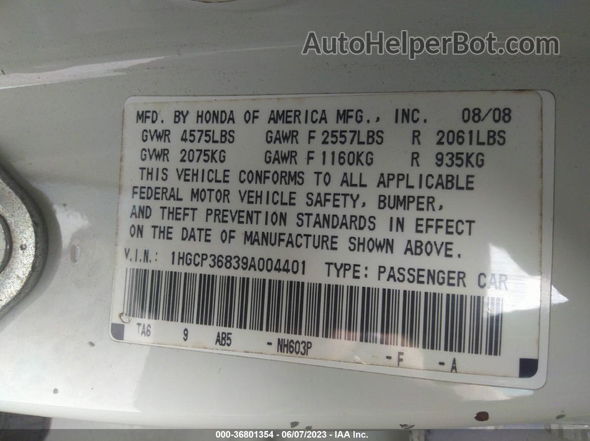 AutoHelperBot.com
MFD. BY HONDA OF AMERICA MFG., INC. 08/08
GVWR 4575LBS GAWR F 2557LBS R 2061LBS
GVWR 2075KG GAWR F 1160KG R 935KG
THIS VEHICLE CONFORMS TO ALL APPLICABLE
FEDERAL MOTOR VEHICLE SAFETY, BUMPER,
AND THEFT PREVENTION STANDARDS IN EFFECT
ON THE DATE OF MANUFACTURE SHOWN ABOVE.
V.I.N.: 1HGCP36839A004401 TYPE: PASSENGER CAR
TA6 9 AB5 -NH603P -F -A
000-36801354 | 06/07/2023 - IAA Inc.